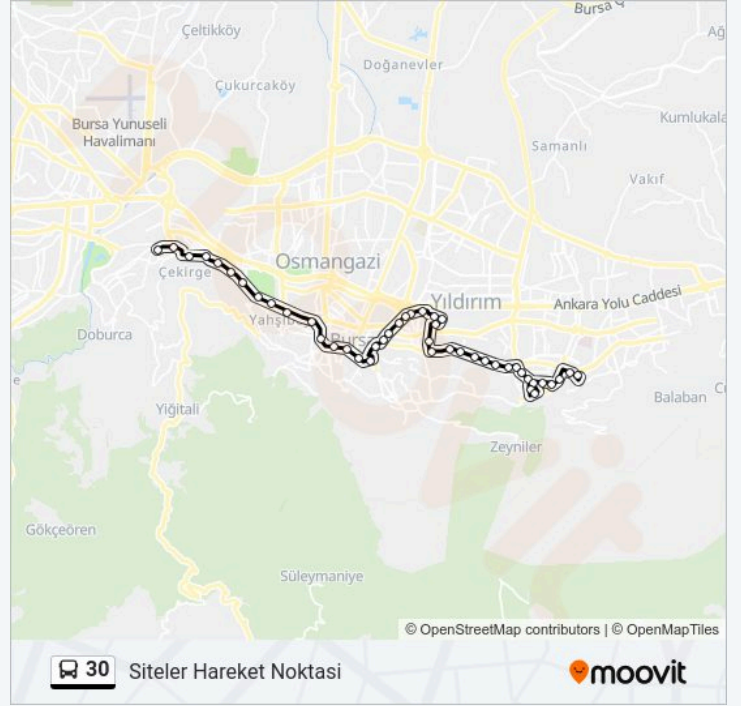 Bursa Ç
Çeltikköy
Ağ
Doğanevler
Çukurcaköy
Bursa Yunuseli
Havalimanı
Kumlukala
Samanlı
Vakıf
Osmangazi
Çekirge
Yıldırım
Ankara Yolu Caddesi
Yahşib
Bursa
Doburca
e
Yiğitali
Balaban
Cu
Zeyniler
Gökçeören
Süleymaniye
© OpenStreetMap contributors | © OpenMapTiles
30 Siteler Hareket Noktasi
moovit